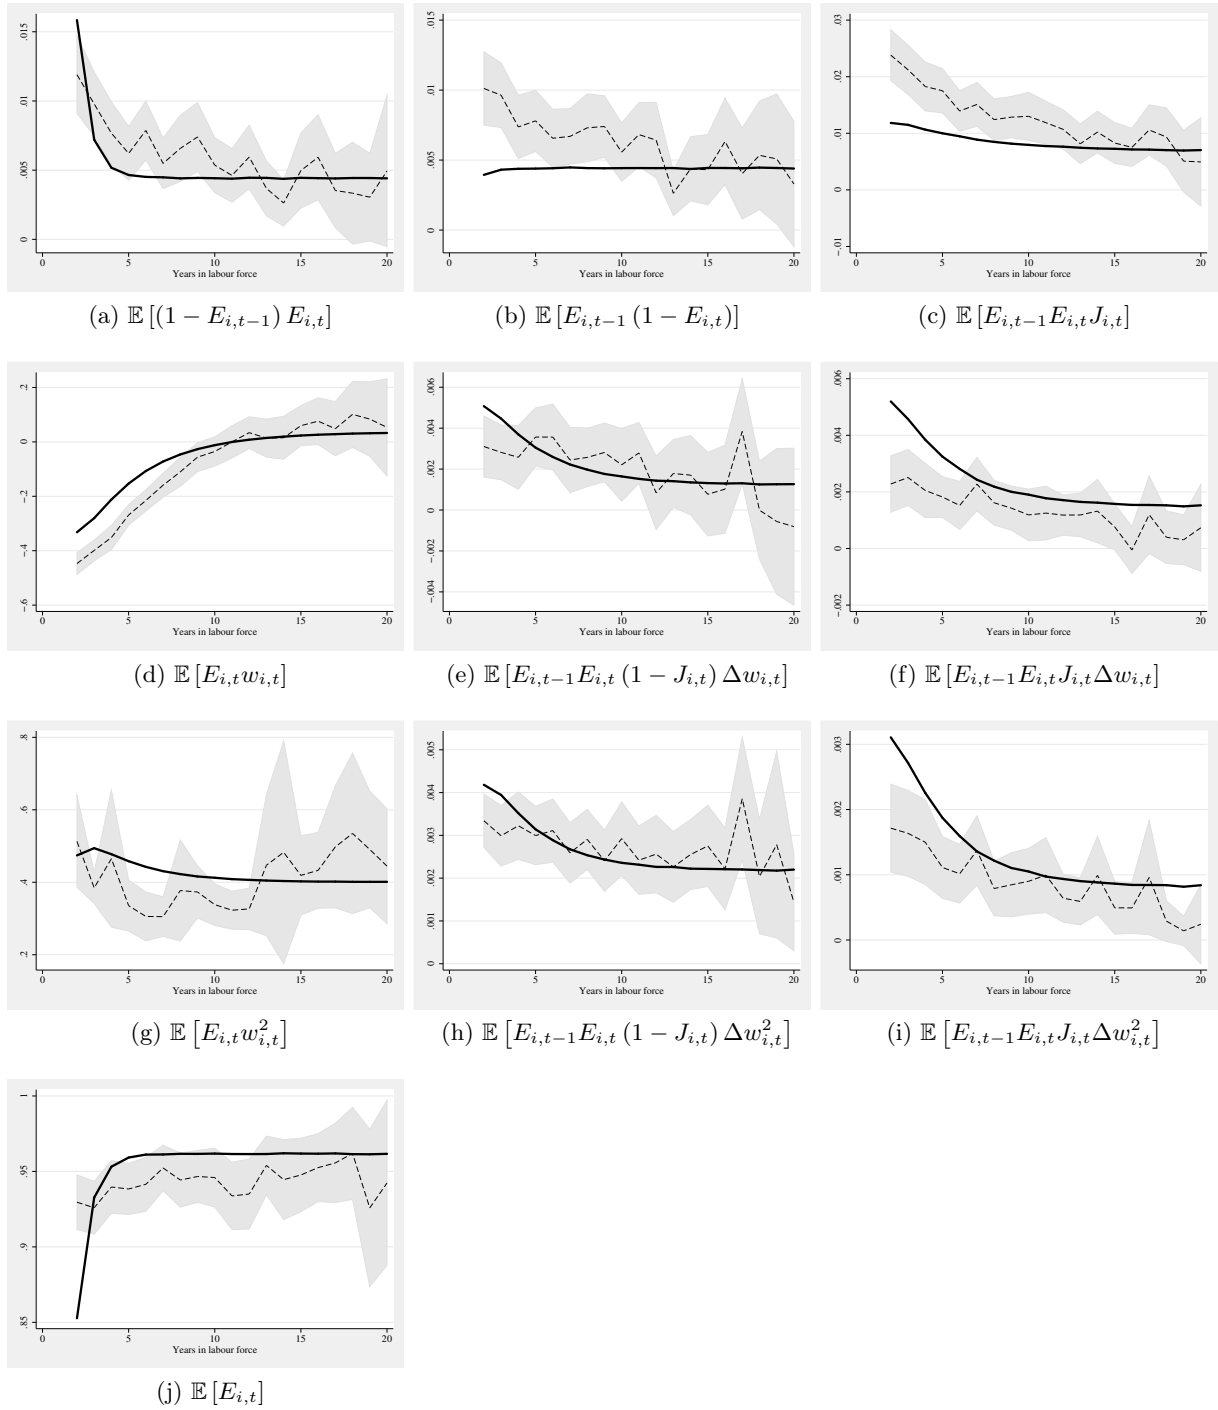 .015
.01
.005
0
0 5 10 15 20
Years in labour force
(a) 𝔼 [(1 − E_{i,t−1}) E_{i,t}]
.015
.01
.005
0
0 5 10 15 20
Years in labour force
(b) 𝔼 [E_{i,t−1} (1 − E_{i,t})]
.03
.02
.01
0
-.01
0 5 10 15 20
Years in labour force
(c) 𝔼 [E_{i,t−1}E_{i,t}J_{i,t}]
.2
0
-.2
-.4
-.6
0 5 10 15 20
Years in labour force
(d) 𝔼 [E_{i,t}w_{i,t}]
.006
.004
.002
0
-.002
-.004
0 5 10 15 20
Years in labour force
(e) 𝔼 [E_{i,t−1}E_{i,t} (1 − J_{i,t}) Δw_{i,t}]
.006
.004
.002
0
-.002
0 5 10 15 20
Years in labour force
(f) 𝔼 [E_{i,t−1}E_{i,t}J_{i,t}Δw_{i,t}]
.8
.6
.4
.2
0 5 10 15 20
Years in labour force
(g) 𝔼 [E_{i,t}w²_{i,t}]
.005
.004
.003
.002
.001
0
0 5 10 15 20
Years in labour force
(h) 𝔼 [E_{i,t−1}E_{i,t} (1 − J_{i,t}) Δw²_{i,t}]
.003
.002
.001
0
0 5 10 15 20
Years in labour force
(i) 𝔼 [E_{i,t−1}E_{i,t}J_{i,t}Δw²_{i,t}]
1
.95
.9
.85
0 5 10 15 20
Years in labour force
(j) 𝔼 [E_{i,t}]